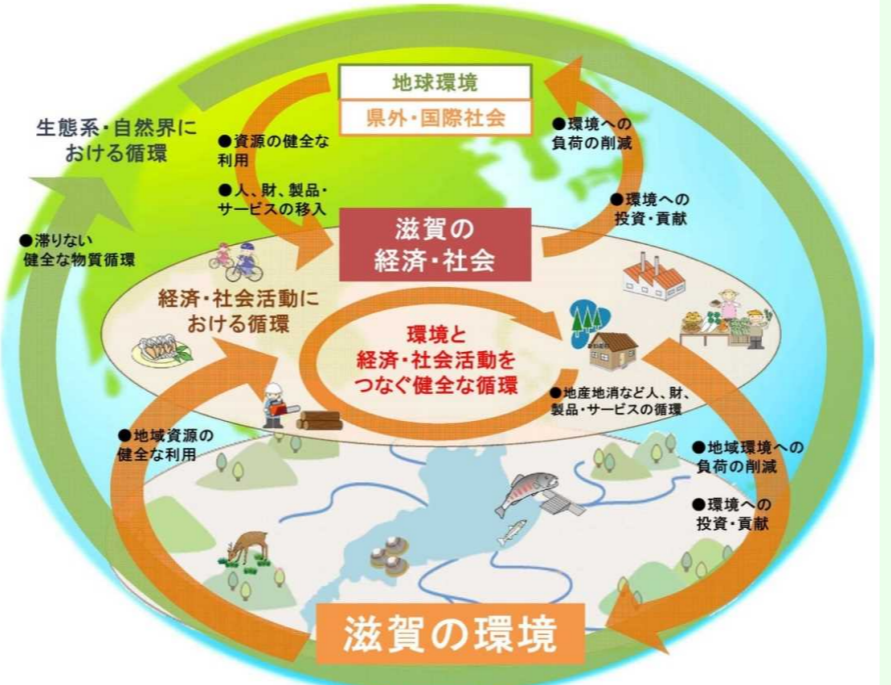 地球環境
県外・国際社会
生態系・自然界に
おける循環
●資源の健全な
利用
●人、財、製品・
サービスの移入
●環境への
負荷の削減
●環境への
投資・貢献
●滞りない
健全な物質循環
滋賀の
経済・社会
経済・社会活動に
おける循環
環境と
経済・社会活動を
つなぐ健全な循環
●地産地消など人、財、
製品・サービスの循環
●地域資源の
健全な利用
●地域環境への
負荷の削減
●環境への
投資・貢献
滋賀の環境